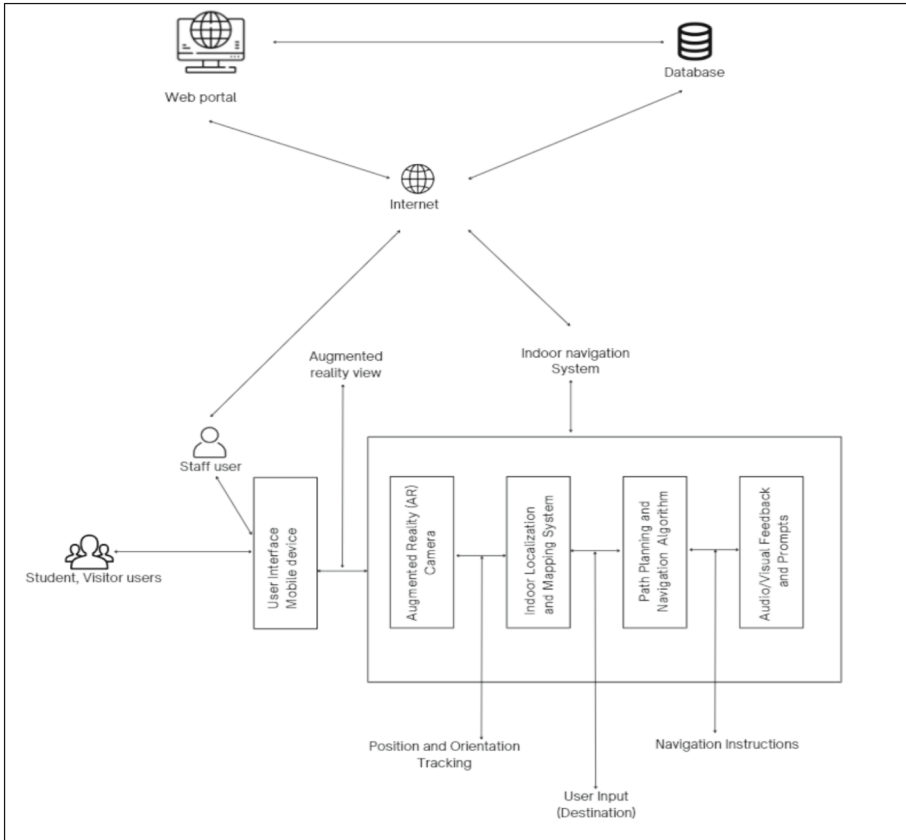 Web portal
Database
Internet
Augmented
reality view
Indoor navigation
System
Staff user
Student, Visitor users
User Interface
Mobile device
Augmented Reality (AR)
Camera
Indoor Localization
and Mapping System
Path Planning and
Navigation Algorithm
Audio/Visual Feedback
and Prompts
Position and Orientation
Tracking
User Input
(Destination)
Navigation Instructions